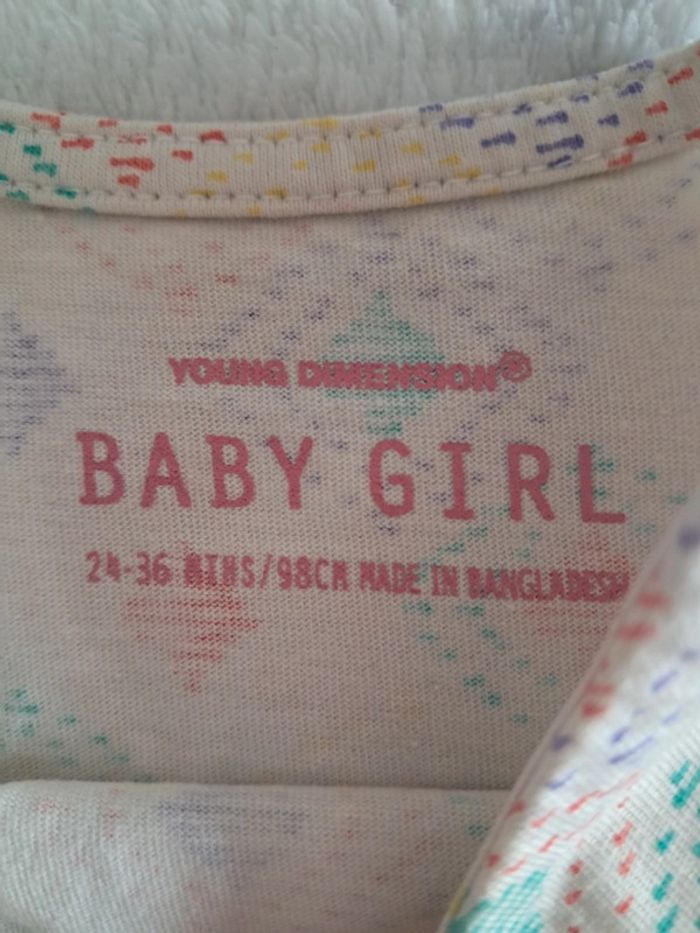 YOUNG DIMENSION®
BABY GIRL
24-36 MTHS/98CM MADE IN BANGLADESH